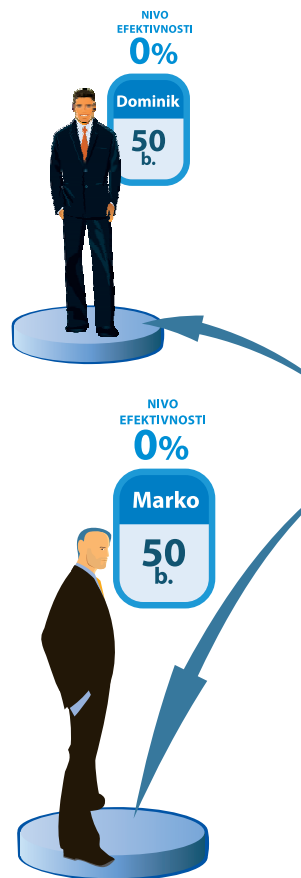 NIVO
EFEKTIVNOSTI
0%
Dominik
50
b.
NIVO
EFEKTIVNOSTI
0%
Marko
50
b.